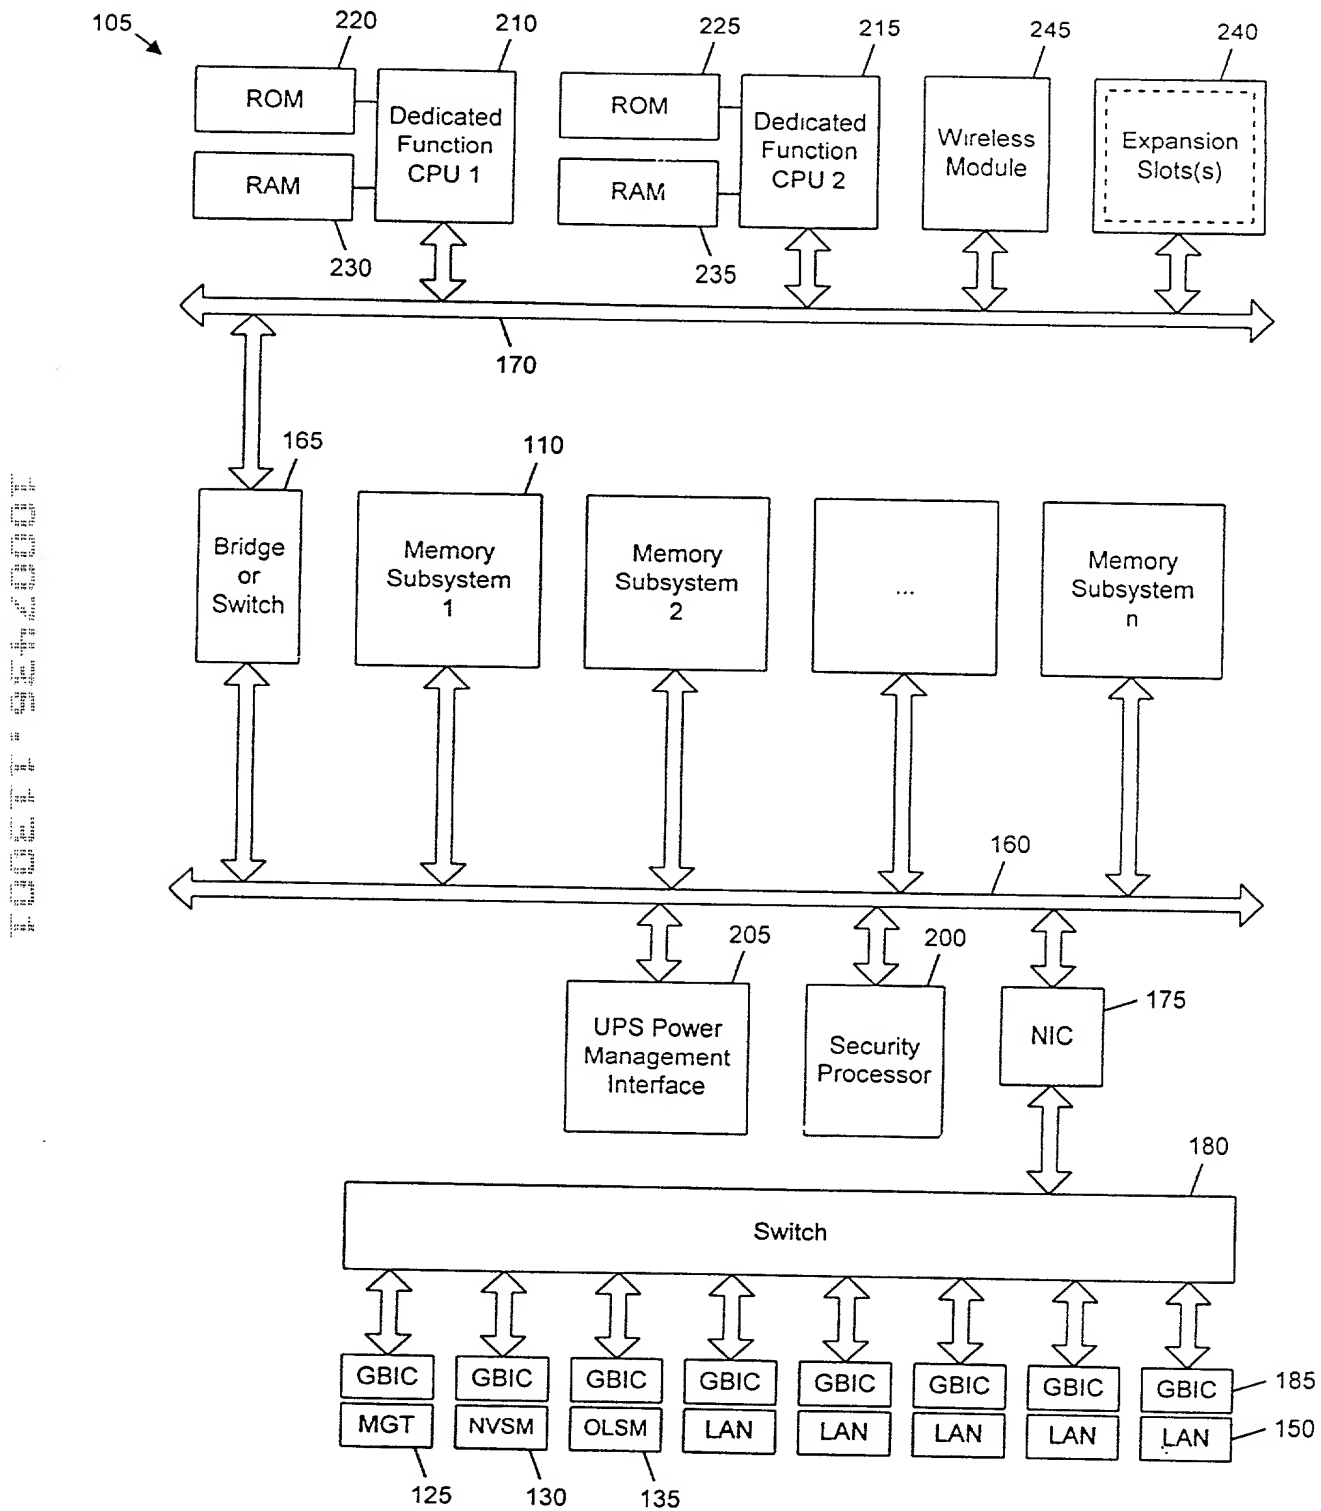 105
220
210
225
215
245
240
ROM
RAM
Dedicated
Function
CPU 1
ROM
RAM
Dedicated
Function
CPU 2
Wireless
Module
Expansion
Slots(s)
230
235
170
165
110
Bridge
or
Switch
Memory
Subsystem
1
Memory
Subsystem
2
...
Memory
Subsystem
n
160
205
200
175
UPS Power
Management
Interface
Security
Processor
NIC
180
Switch
GBIC
GBIC
GBIC
GBIC
GBIC
GBIC
GBIC
GBIC
185
MGT
NVSM
OLSM
LAN
LAN
LAN
LAN
LAN
150
125
130
135